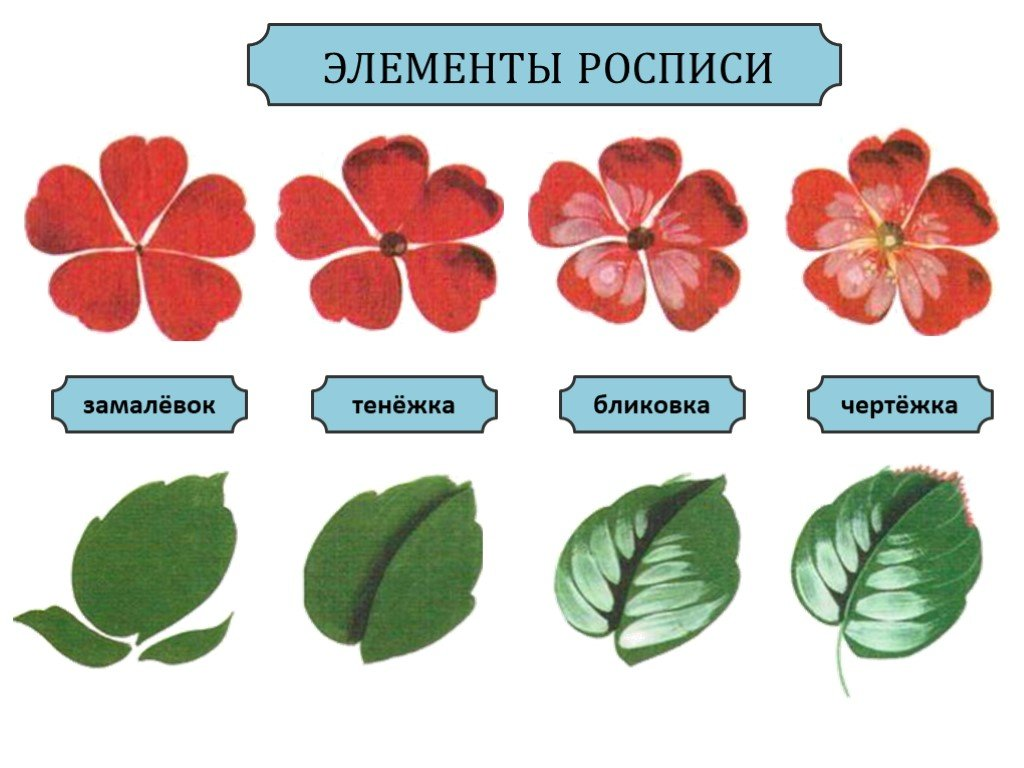 ЭЛЕМЕНТЫ РОСПИСИ
замалёвок
тенёжка
бликовка
чертёжка